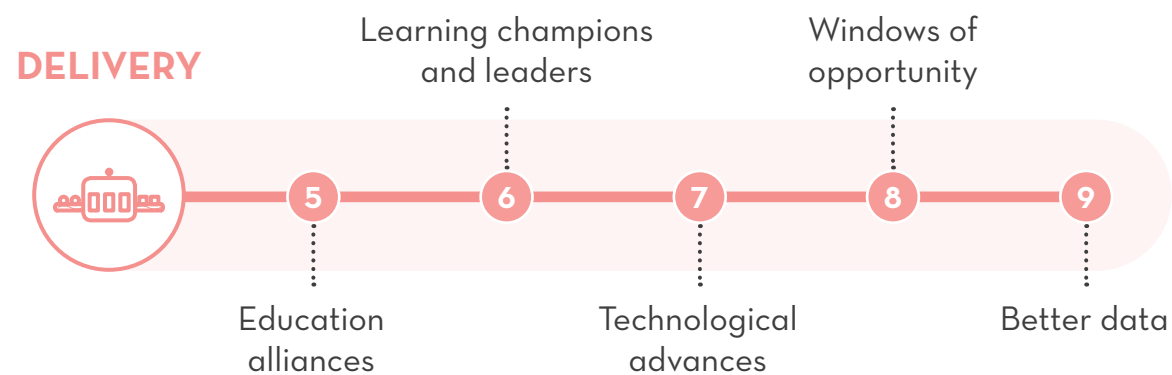 DELIVERY
Learning champions
and leaders
Windows of
opportunity
5
6
7
8
9
Education
alliances
Technological
advances
Better data